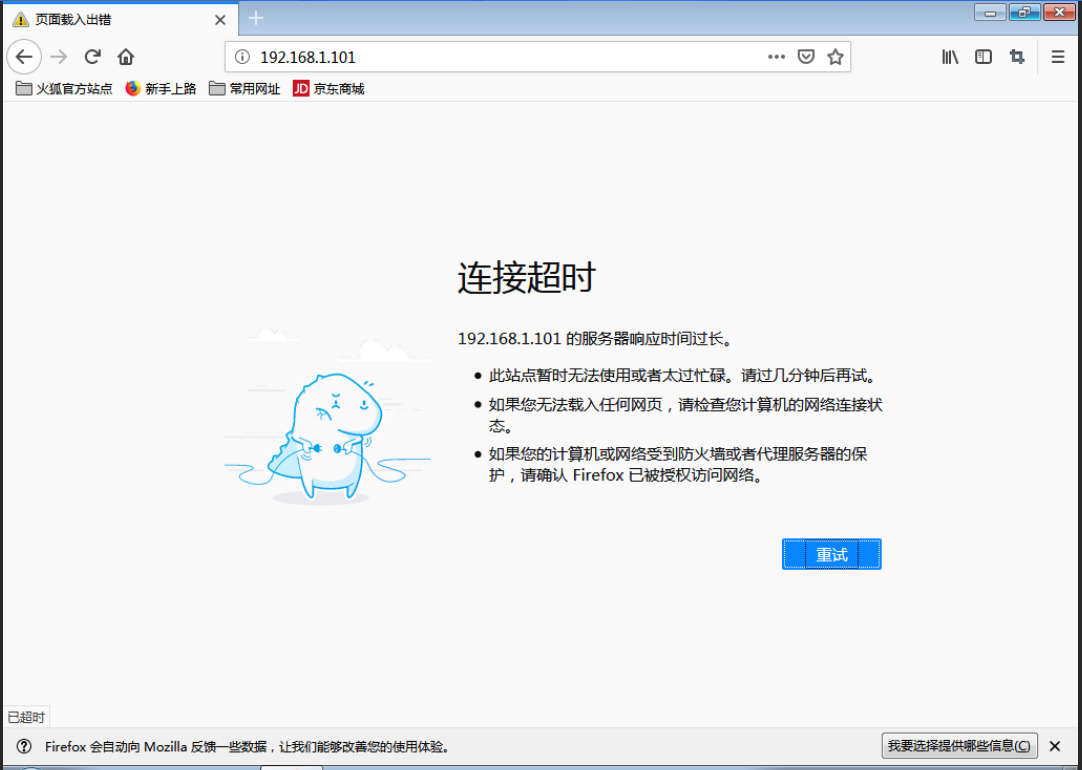 页面载入出错
192.168.1.101
火狐官方站点 新手上路 常用网址 JD 京东商城
连接超时
192.168.1.101 的服务器响应时间过长。
此站点暂时无法使用或者太过忙碌。请过几分钟后再试。
如果您无法载入任何网页，请检查您计算机的网络连接状
态。
如果您的计算机或网络受到防火墙或者代理服务器的保
护，请确认 Firefox 已被授权访问网络。
重试
已超时
Firefox 会自动向 Mozilla 反馈一些数据，让我们能够改善您的使用体验。 我要选择提供哪些信息(C)